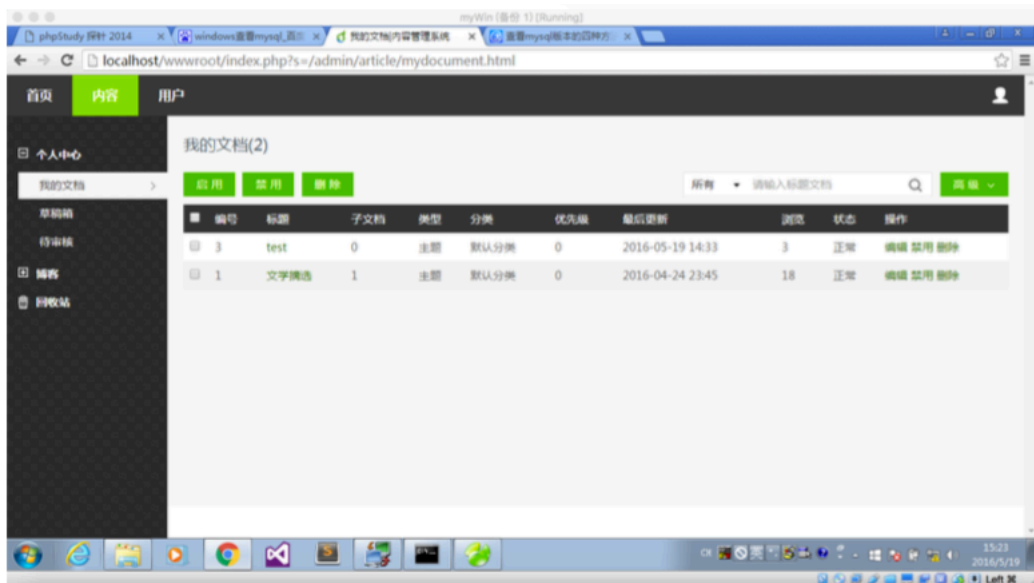 myWin (备份 1) [Running]
phpStudy 探针 2014
windows查看mysql_百度
我的文档|内容管理系统
查看mysql版本的四种方
localhost/wwwroot/index.php?s=/admin/article/mydocument.html
首页 内容 用户
个人中心
我的文档
草稿箱
待审核
博客
回收站
我的文档(2)
启用 禁用 删除 所有 请输入标题文档 高级
编号 标题 子文档 类型 分类 优先级 最后更新 浏览 状态 操作
3 test 0 主题 默认分类 0 2016-05-19 14:33 3 正常 编辑 禁用 删除
1 文字摘选 1 主题 默认分类 0 2016-04-24 23:45 18 正常 编辑 禁用 删除
CH 15:23
2016/5/19
Left ⌘